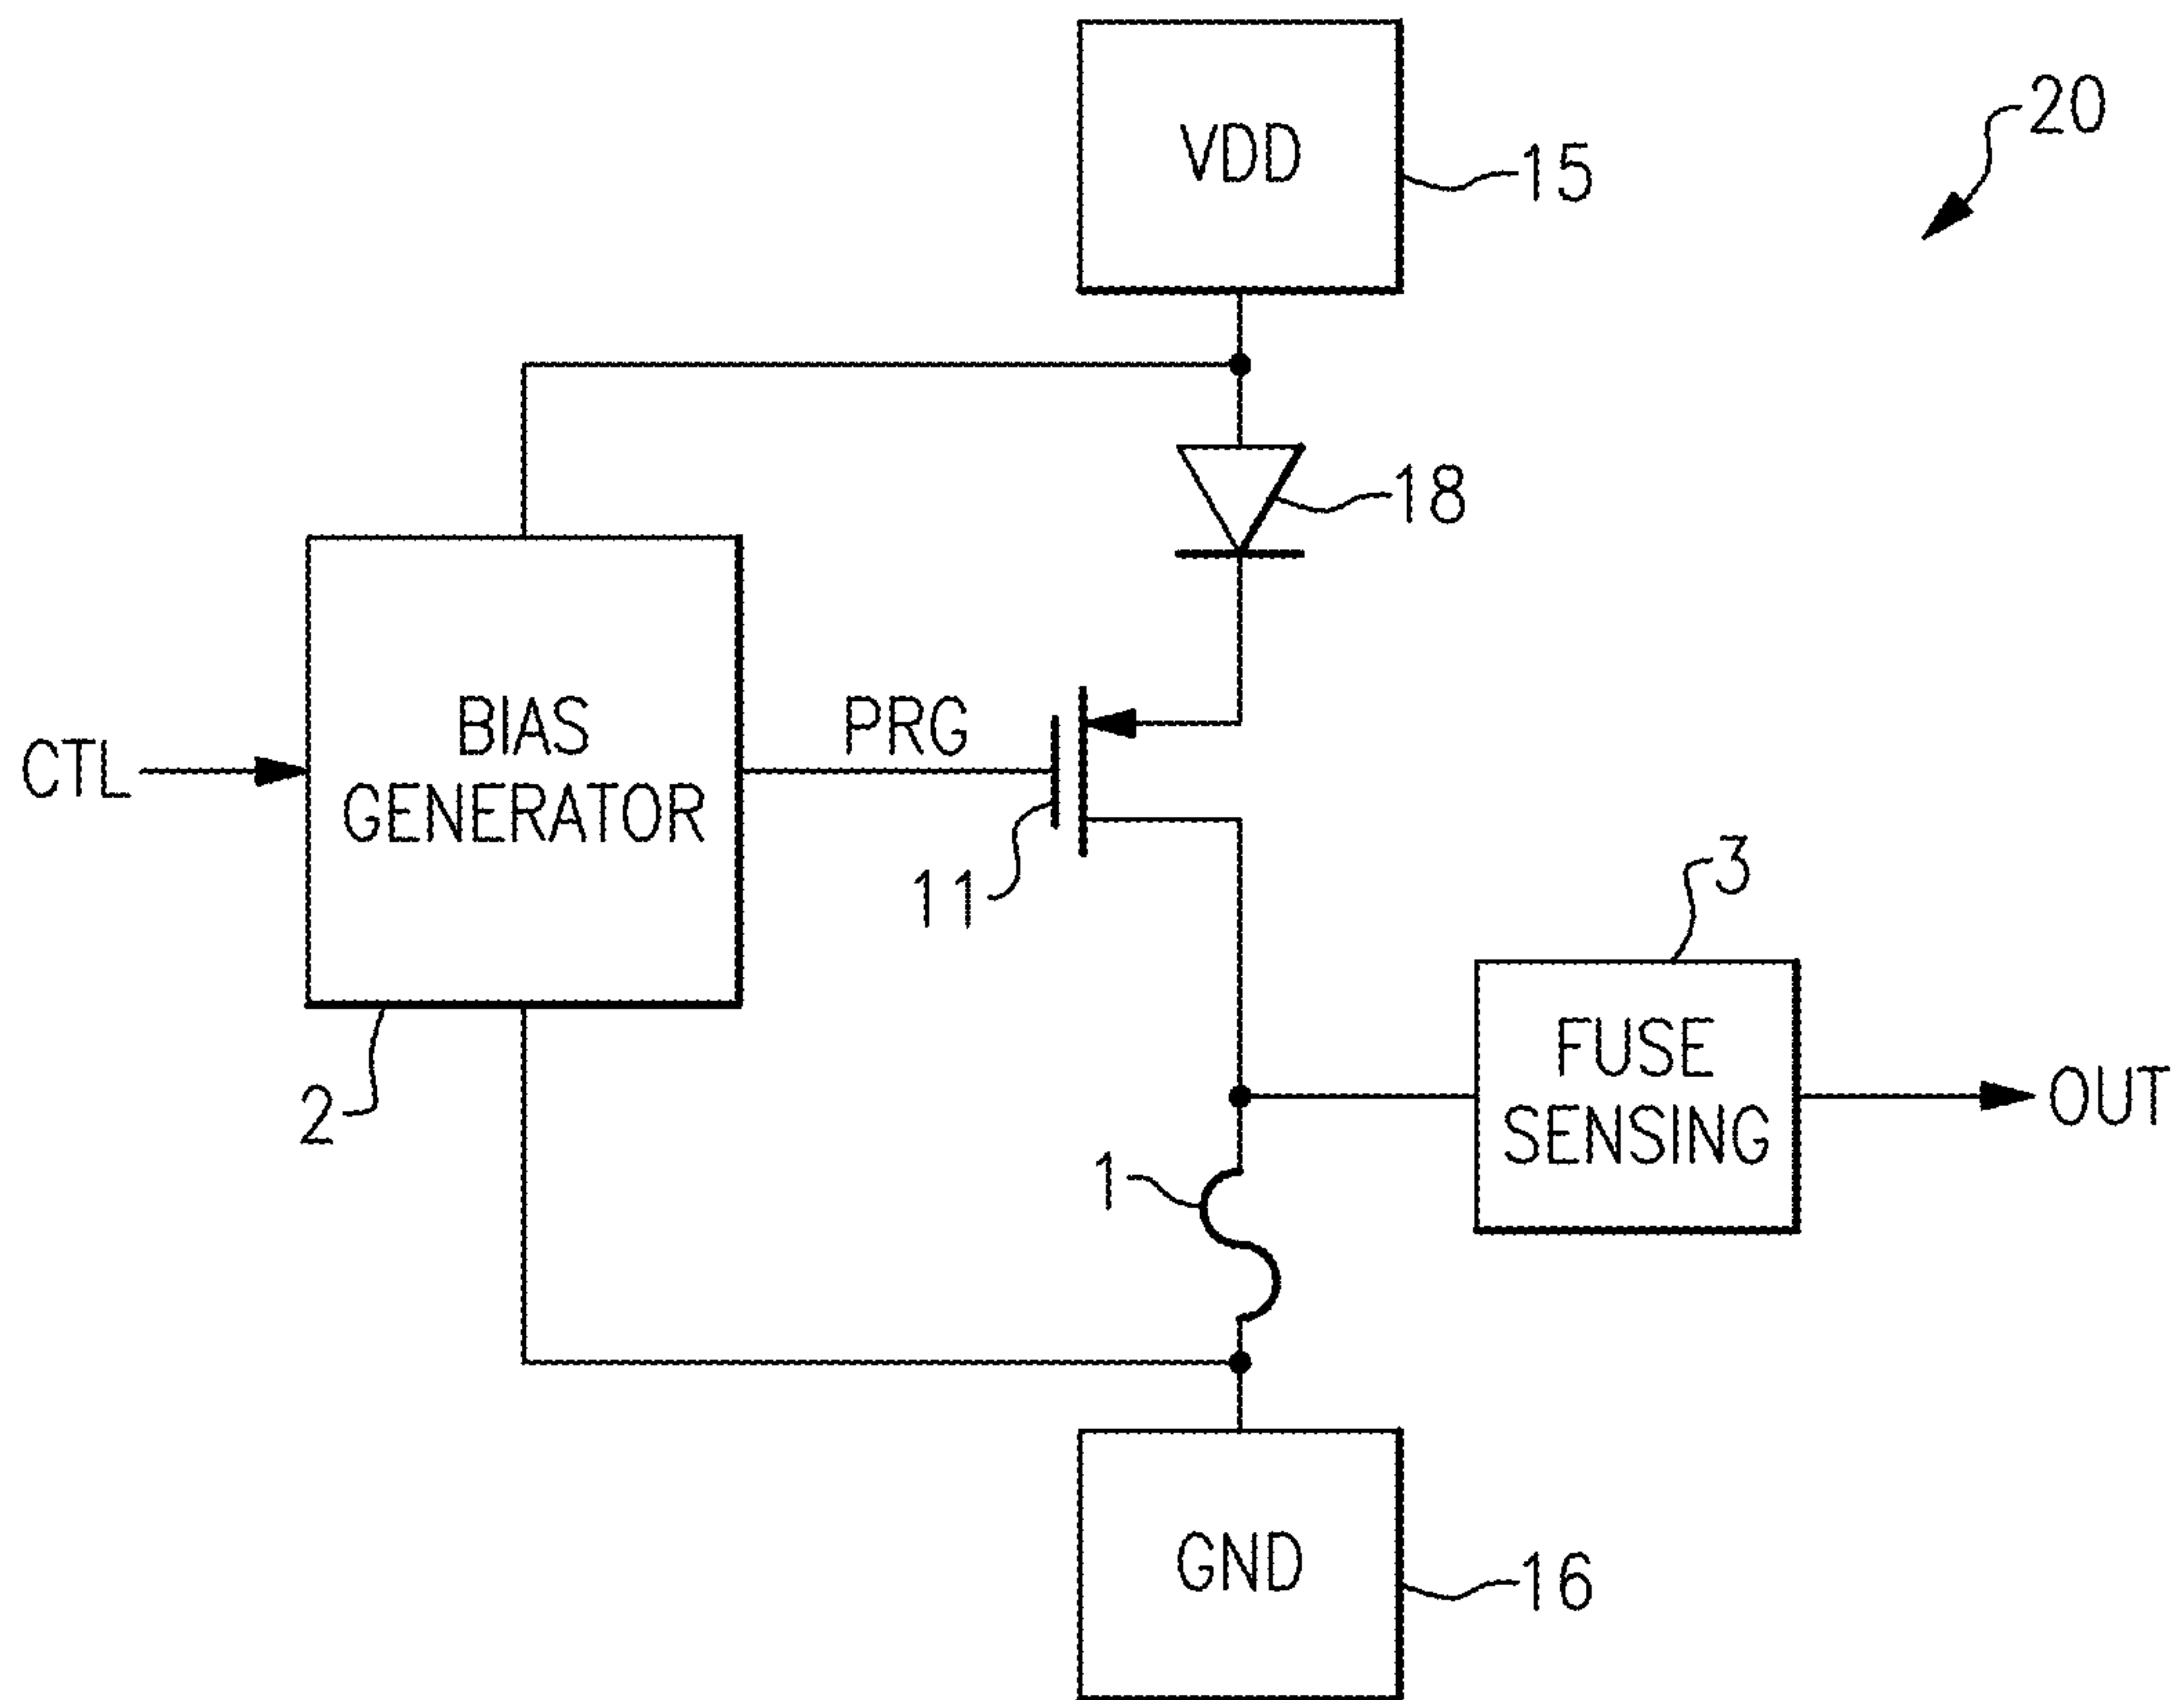 VDD
15
20
18
BIAS
GENERATOR
PRG
CTL
11
3
FUSE
SENSING
OUT
2
1
GND
16